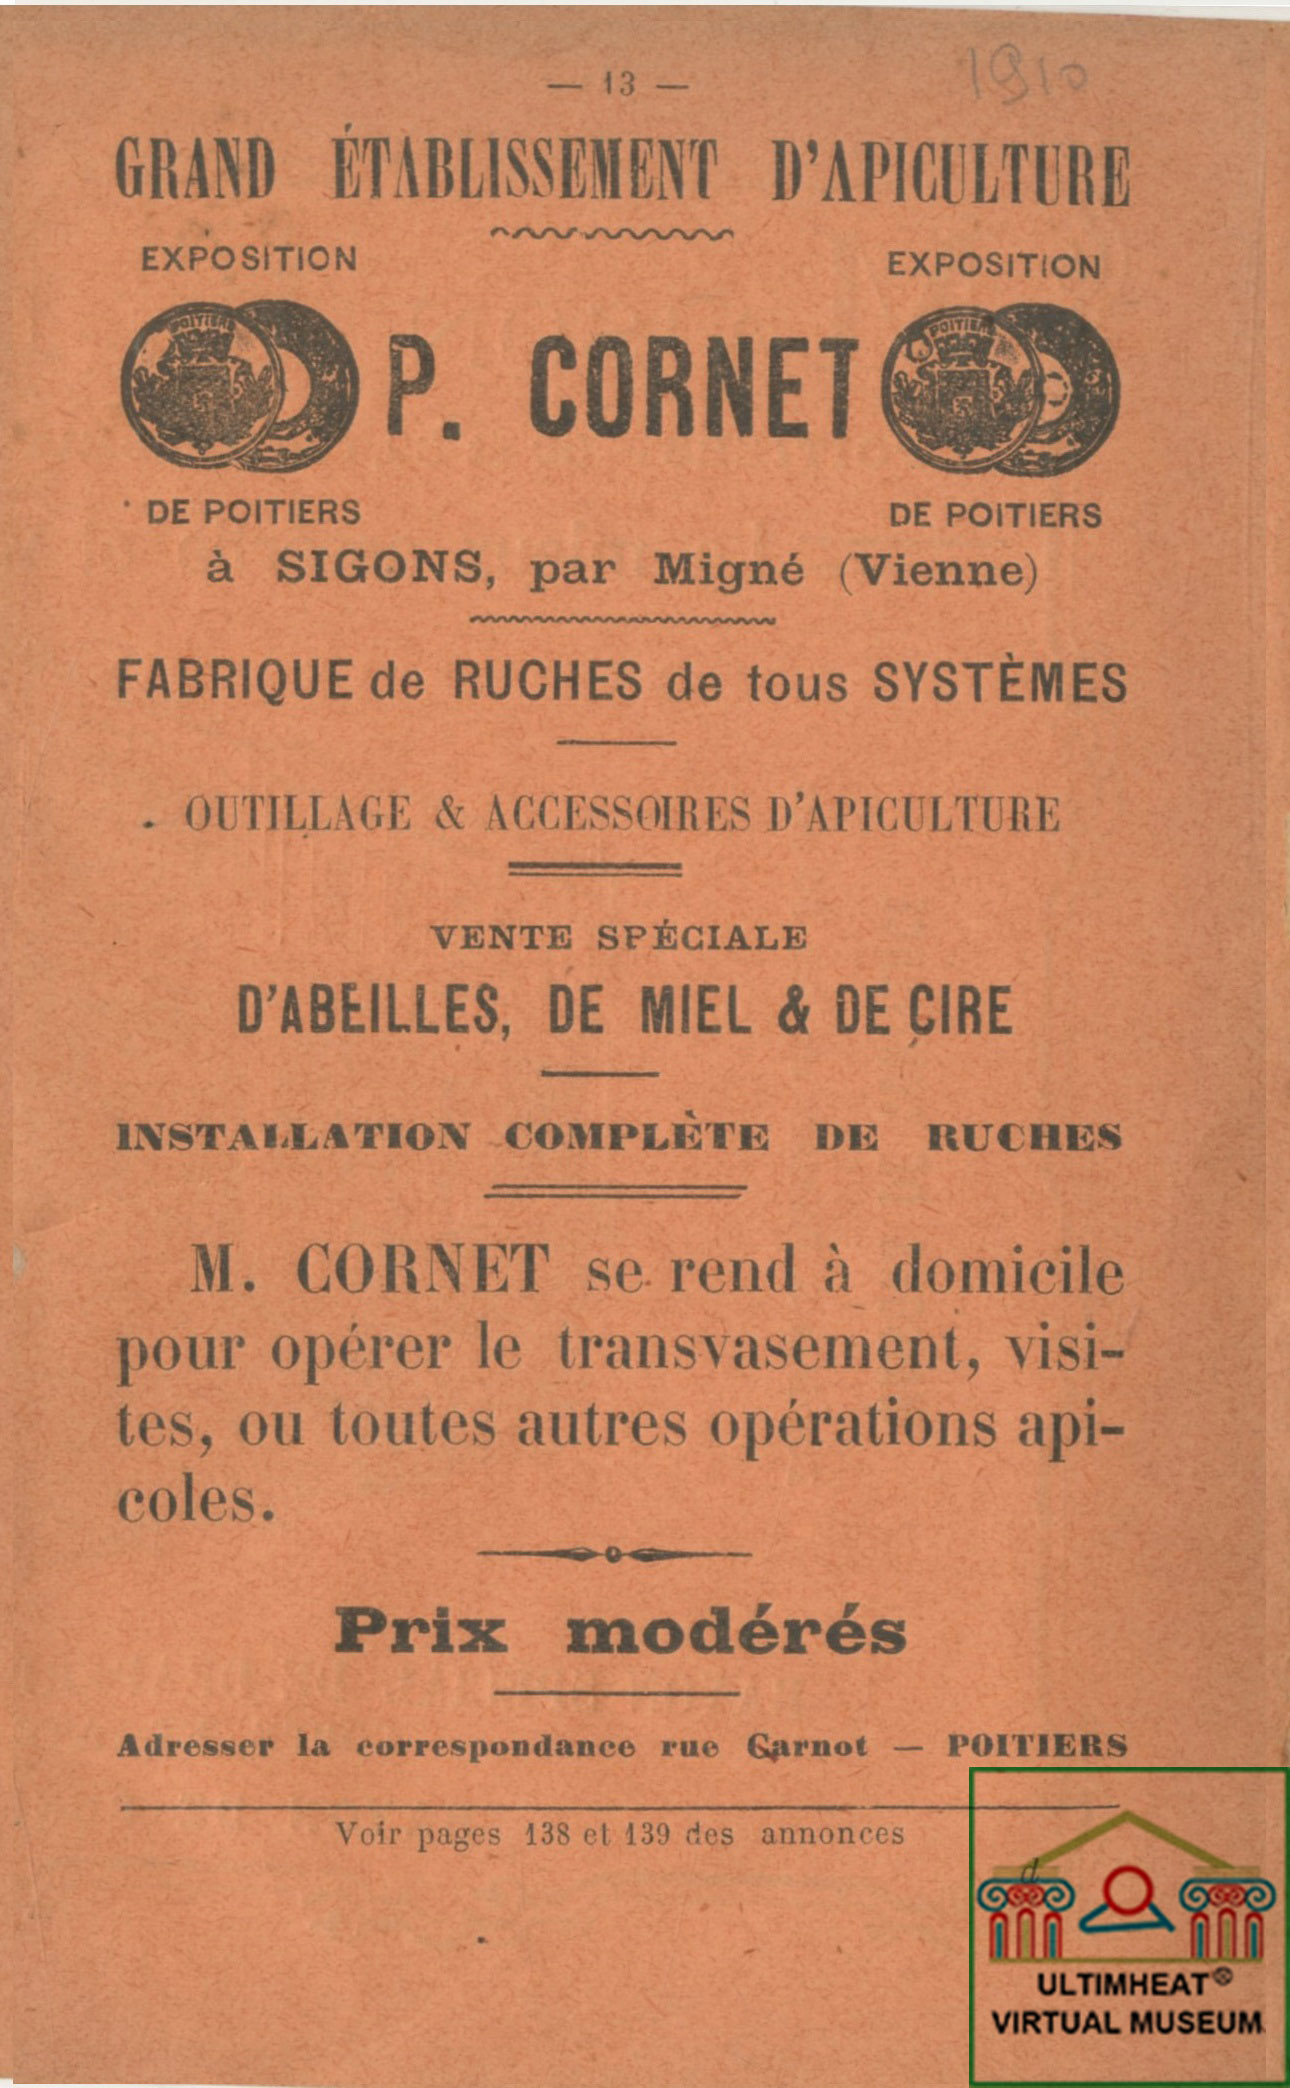 — 13 —
1910
GRAND ÉTABLISSEMENT D'APICULTURE
EXPOSITION
EXPOSITION
POITIERS
P. CORNET
POITIERS
DE POITIERS
DE POITIERS
à SIGONS, par Migné (Vienne)
FABRIQUE de RUCHES de tous SYSTÈMES
OUTILLAGE & ACCESSOIRES D'APICULTURE
VENTE SPÉCIALE
D'ABEILLES, DE MIEL & DE CIRE
INSTALLATION COMPLÈTE DE RUCHES
M. CORNET se rend à domicile
pour opérer le transvasement, visi-
tes, ou toutes autres opérations api-
coles.
Prix modérés
Adresser la correspondance rue Carnot — POITIERS
Voir pages 138 et 139 des annonces
d
ULTIMHEAT®
VIRTUAL MUSEUM